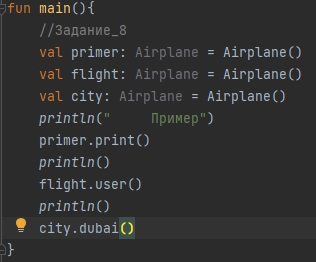 fun main(){
//Задание_8
val primer: Airplane = Airplane()
val flight: Airplane = Airplane()
val city: Airplane = Airplane()
println("     Пример")
primer.print()
println()
flight.user()
println()
city.dubai()
}